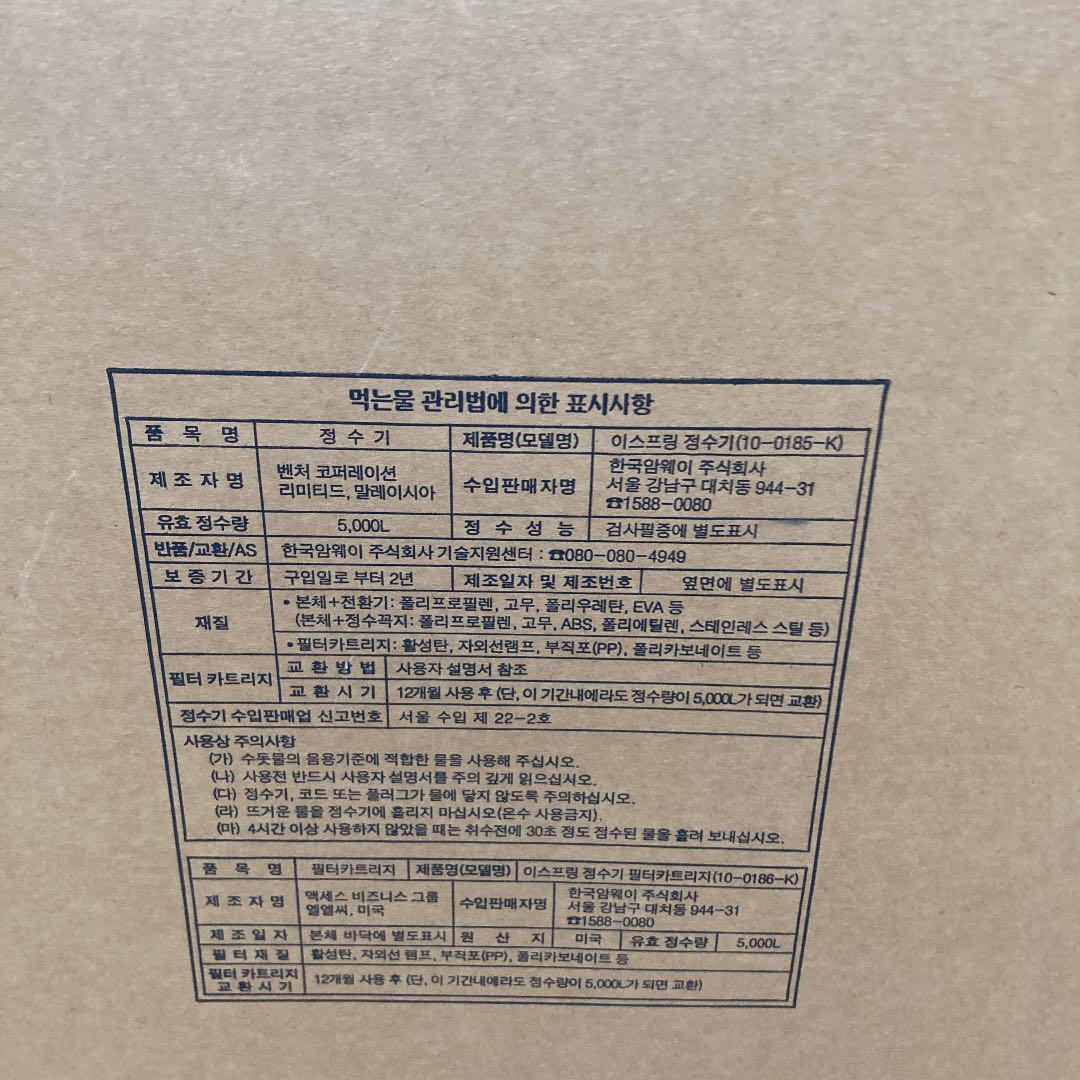 먹는물 관리법에 의한 표시사항
품 목 명 정 수 기 제품명(모델명) 이스프링 정수기(10-0185-K)
제 조 자 명 벤처 코퍼레이션 리미티드, 말레이시아 수입판매자명 한국암웨이 주식회사 서울 강남구 대치동 944-31 ☎1588-0080
유효 정수량 5,000L 정 수 성 능 검사필증에 별도표시
반품/교환/AS 한국암웨이 주식회사 기술지원센터 : ☎080-080-4949
보 증 기 간 구입일로 부터 2년 제조일자 및 제조번호 옆면에 별도표시
재질 • 본체+전환기: 폴리프로필렌, 고무, 폴리우레탄, EVA 등
(본체+정수꼭지: 폴리프로필렌, 고무, ABS, 폴리에틸렌, 스테인레스 스틸 등)
• 필터카트리지: 활성탄, 자외선램프, 부직포(PP), 폴리카보네이트 등
필터 카트리지 교 환 방 법 사용자 설명서 참조
교 환 시 기 12개월 사용 후 (단, 이 기간내에라도 정수량이 5,000L가 되면 교환)
정수기 수입판매업 신고번호 서울 수입 제 22-2호
사용상 주의사항
(가) 수돗물의 음용기준에 적합한 물을 사용해 주십시오.
(나) 사용전 반드시 사용자 설명서를 주의 깊게 읽으십시오.
(다) 정수기, 코드 또는 플러그가 물에 닿지 않도록 주의하십시오.
(라) 뜨거운 물을 정수기에 흘리지 마십시오(온수 사용금지).
(마) 4시간 이상 사용하지 않았을 때는 취수전에 30초 정도 정수된 물을 흘려 보내십시오.
품 목 명 필터카트리지 제품명(모델명) 이스프링 정수기 필터카트리지(10-0186-K)
제 조 자 명 액세스 비즈니스 그룹 엘엘씨, 미국 수입판매자명 한국암웨이 주식회사 서울 강남구 대치동 944-31 ☎1588-0080
제 조 일 자 본체 바닥에 별도표시 원 산 지 미국 유효 정수량 5,000L
필 터 재 질 활성탄, 자외선 램프, 부직포(PP), 폴리카보네이트 등
필터 카트리지 교 환 시 기 12개월 사용 후 (단, 이 기간내에라도 정수량이 5,000L가 되면 교환)